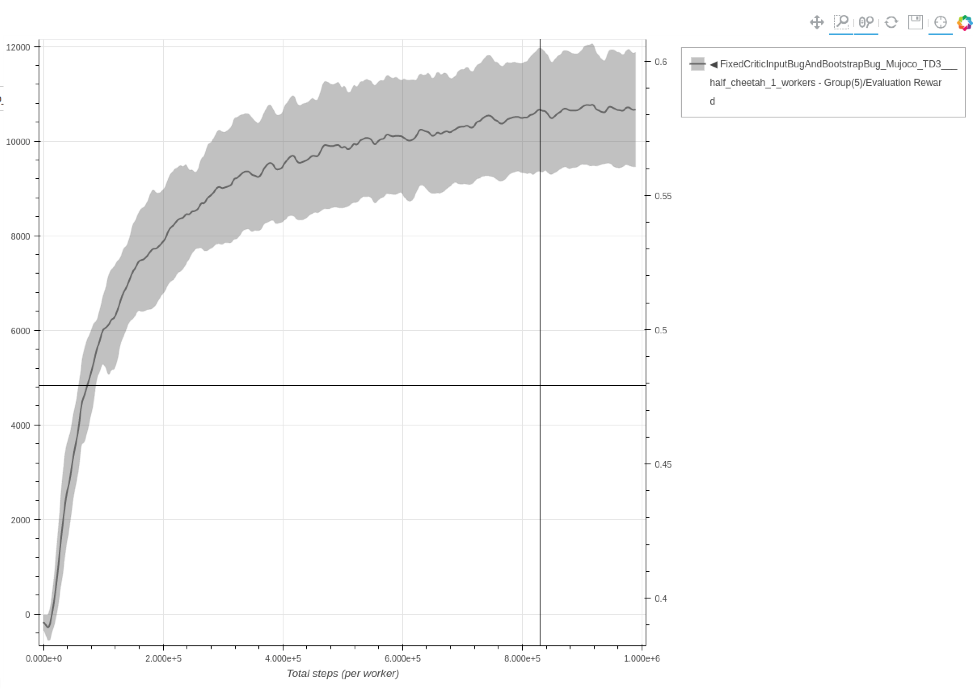 12000
10000
8000
6000
4000
2000
0
0.6
0.55
0.5
0.45
0.4
0.000e+0 2.000e+5 4.000e+5 6.000e+5 8.000e+5 1.000e+6
Total steps (per worker)
◀ FixedCriticInputBugAndBootstrapBug_Mujoco_TD3___
half_cheetah_1_workers - Group(5)/Evaluation Rewar
d